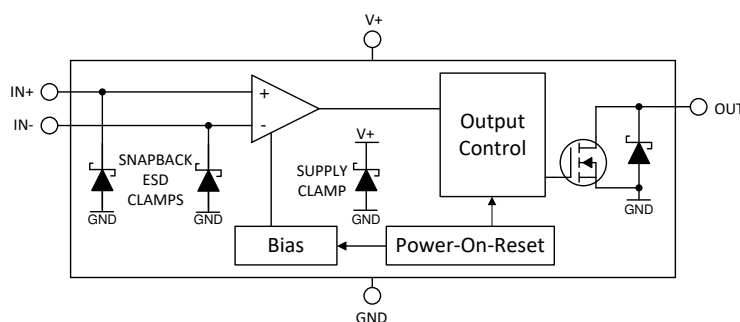 V+
IN+
IN-
+
-
SNAPBACK
ESD
CLAMPS
GND
GND
V+
SUPPLY
CLAMP
GND
Output
Control
OUT
GND
Bias
Power-On-Reset
GND